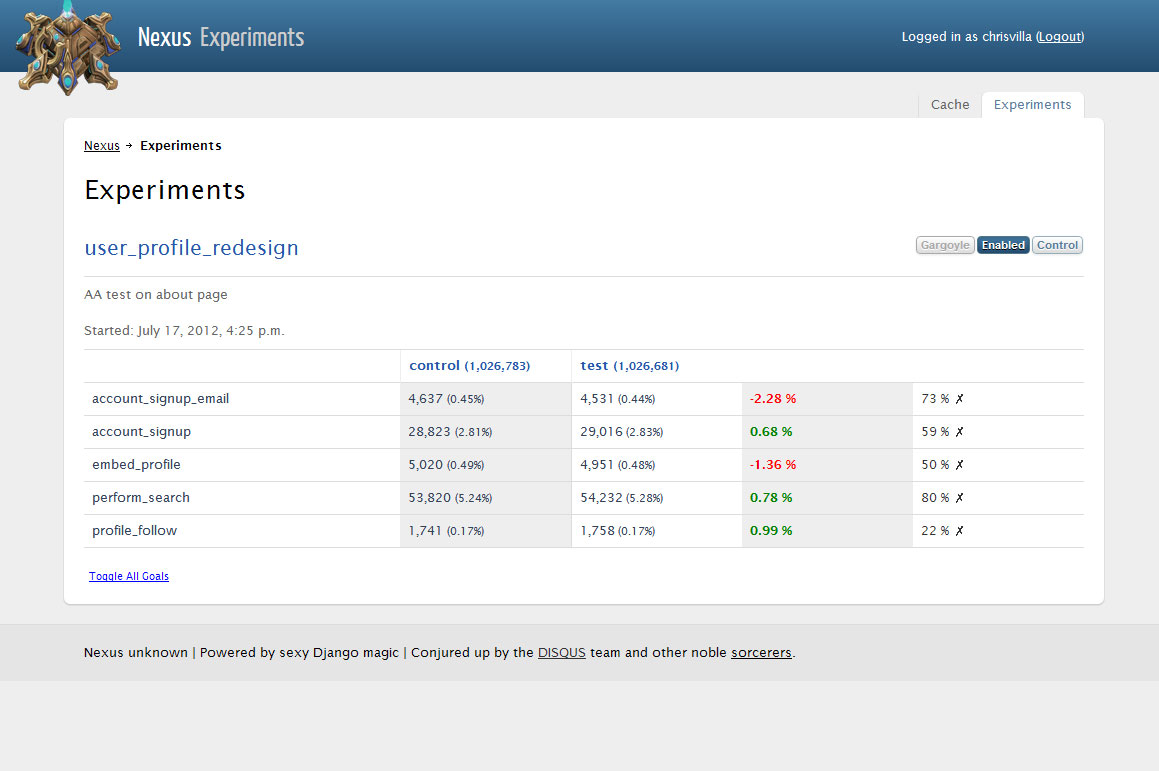 Nexus Experiments
Logged in as chrisvilla (Logout)
Cache Experiments
Nexus → Experiments
Experiments
user_profile_redesign
Gargoyle Enabled Control
AA test on about page
Started: July 17, 2012, 4:25 p.m.
control (1,026,783) test (1,026,681)
account_signup_email 4,637 (0.45%) 4,531 (0.44%) -2.28 % 73 % ✗
account_signup 28,823 (2.81%) 29,016 (2.83%) 0.68 % 59 % ✗
embed_profile 5,020 (0.49%) 4,951 (0.48%) -1.36 % 50 % ✗
perform_search 53,820 (5.24%) 54,232 (5.28%) 0.78 % 80 % ✗
profile_follow 1,741 (0.17%) 1,758 (0.17%) 0.99 % 22 % ✗
Toggle All Goals
Nexus unknown | Powered by sexy Django magic | Conjured up by the DISQUS team and other noble sorcerers.